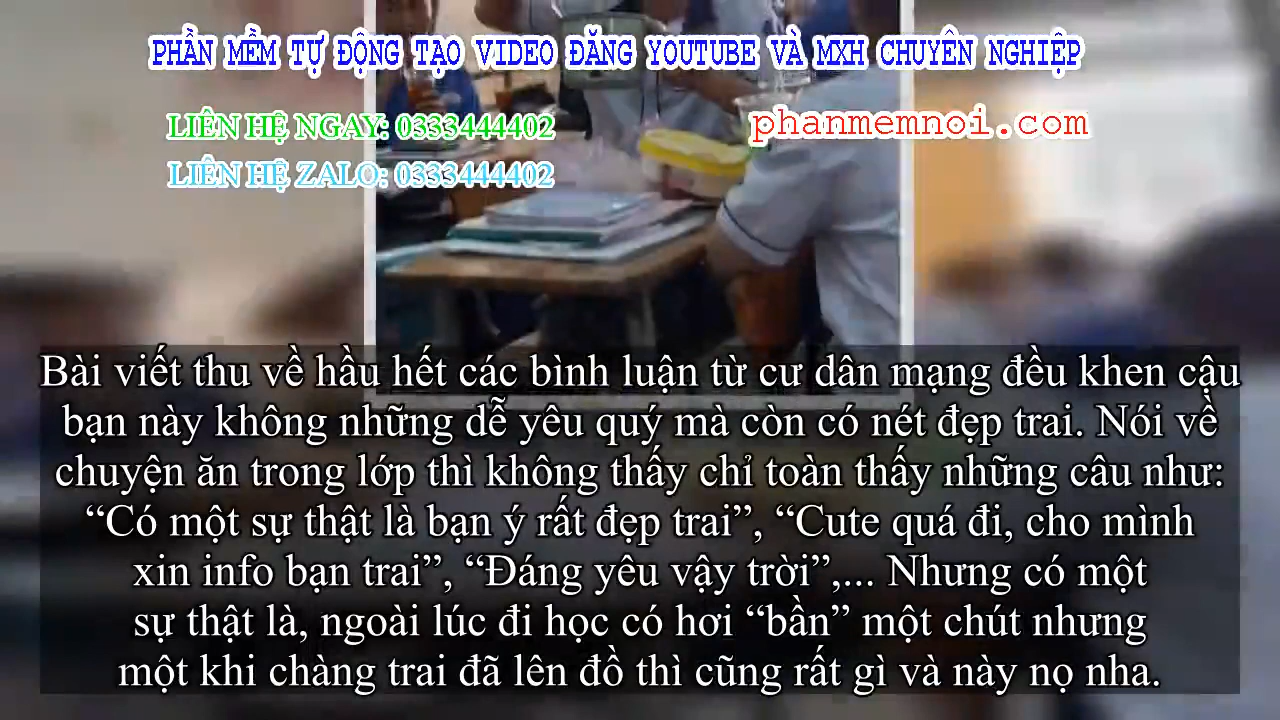 PHẦN MỀM TỰ ĐỘNG TẠO VIDEO ĐĂNG YOUTUBE VÀ MXH CHUYÊN NGHIỆP
LIÊN HỆ NGAY: 0333444402
phanmemnoi.com
LIÊN HỆ ZALO: 0333444402
Bài viết thu về hầu hết các bình luận từ cư dân mạng đều khen cậu
bạn này không những dễ yêu quý mà còn có nét đẹp trai. Nói về
chuyện ăn trong lớp thì không thấy chỉ toàn thấy những câu như:
“Có một sự thật là bạn ý rất đẹp trai”, “Cute quá đi, cho mình
xin info bạn trai”, “Đáng yêu vậy trời”,... Nhưng có một
sự thật là, ngoài lúc đi học có hơi “bần” một chút nhưng
một khi chàng trai đã lên đồ thì cũng rất gì và này nọ nha.